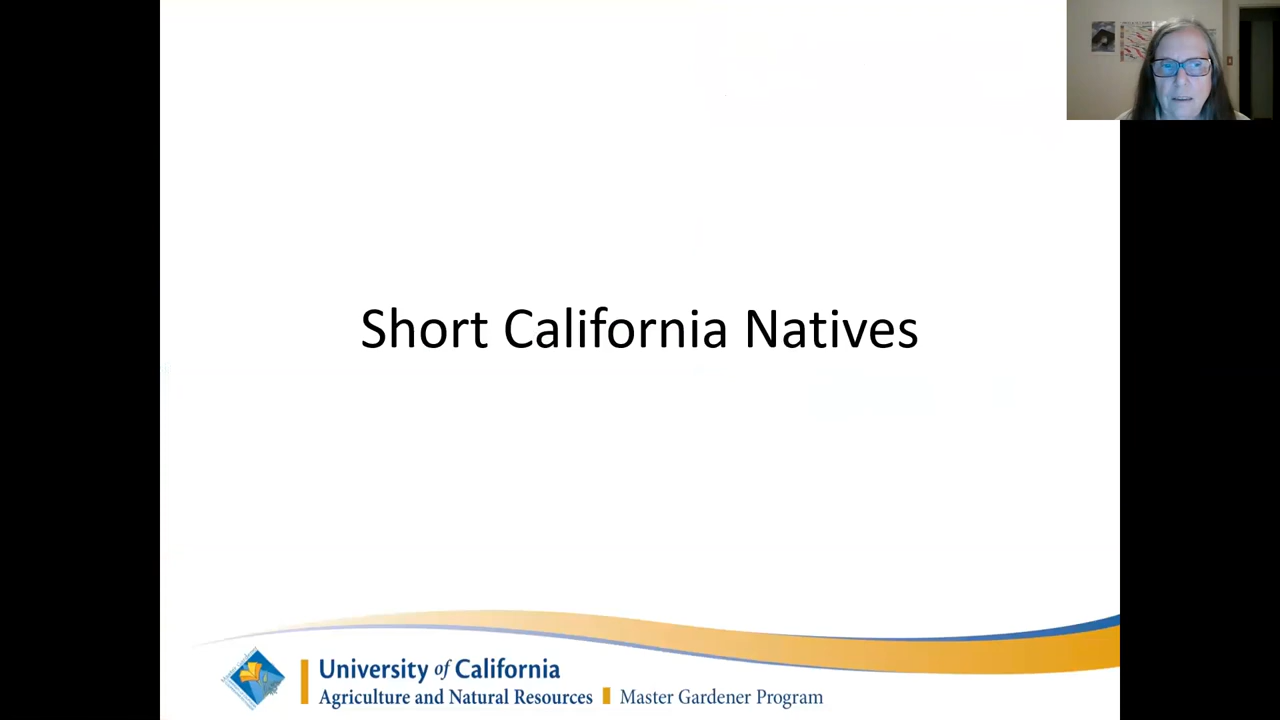 Short California Natives
University of California
Agriculture and Natural Resources
Master Gardener Program